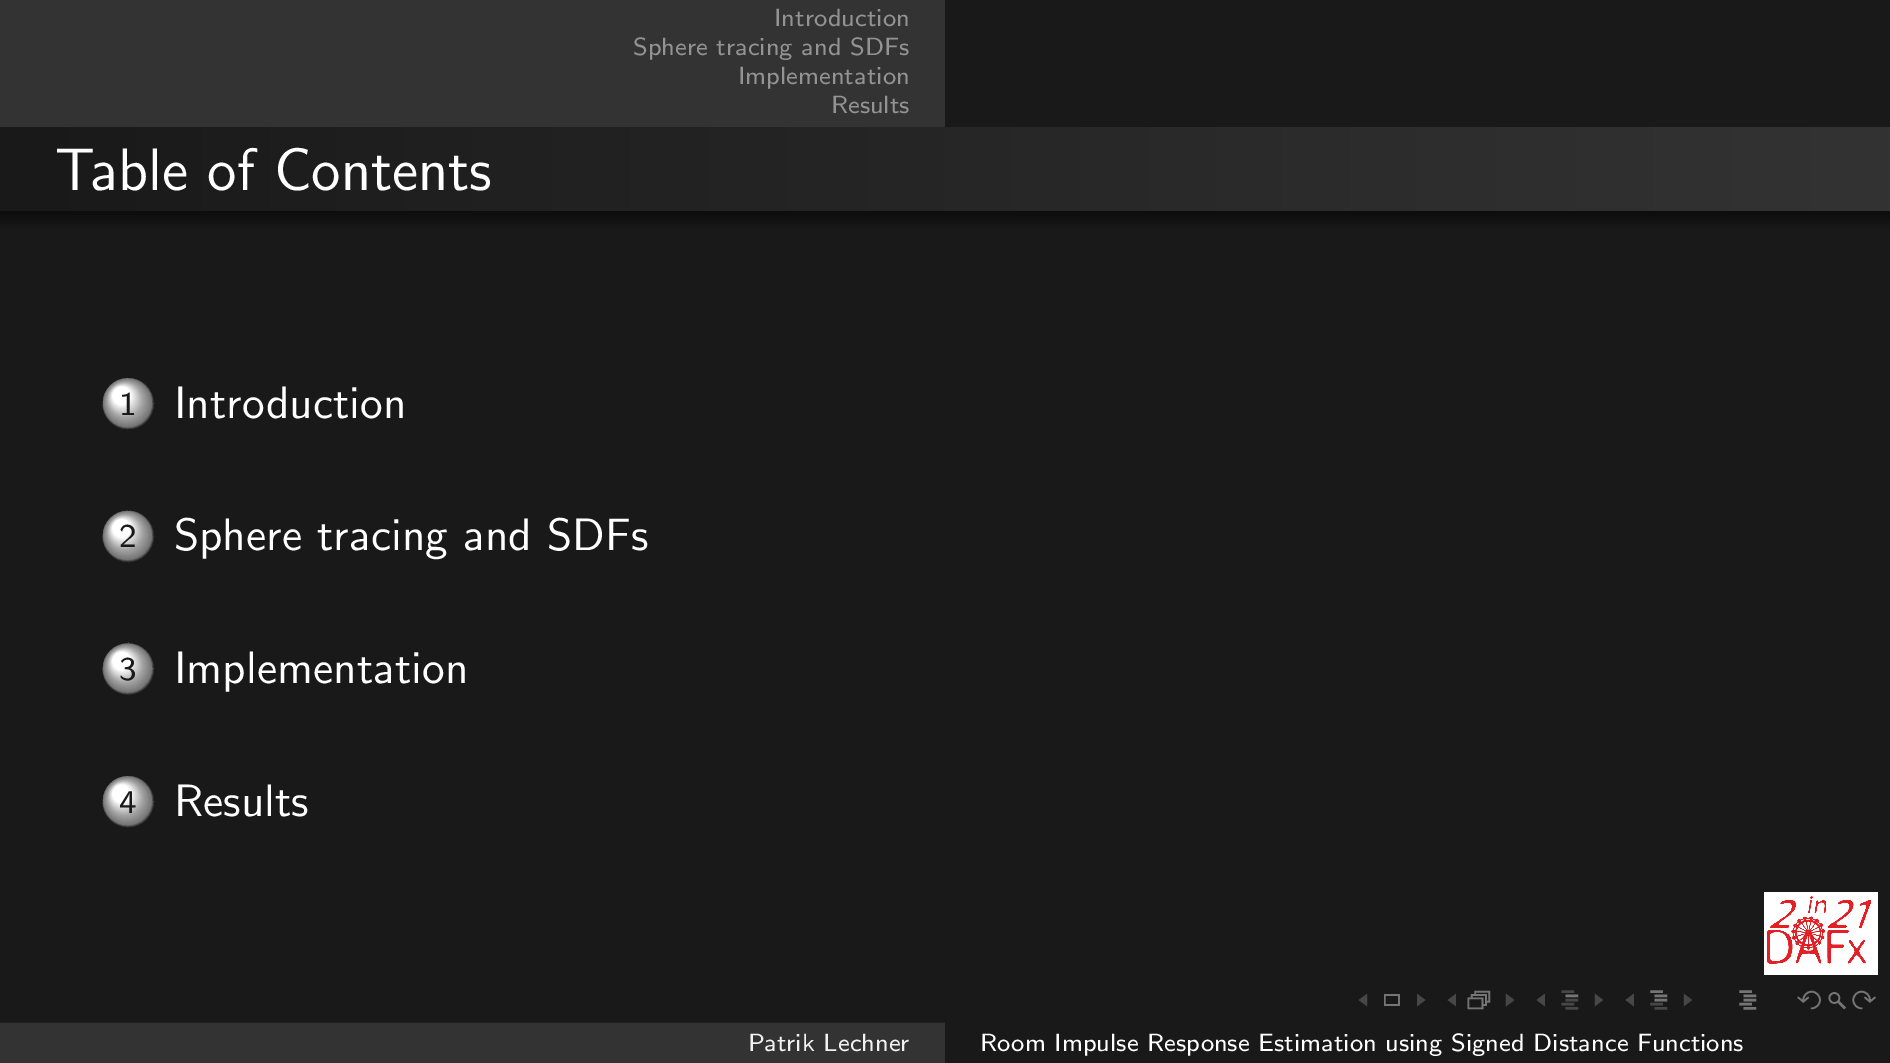 Introduction
Sphere tracing and SDFs
Implementation
Results
Table of Contents
1 Introduction
2 Sphere tracing and SDFs
3 Implementation
4 Results
2 in 21
DAFx
Patrik Lechner
Room Impulse Response Estimation using Signed Distance Functions